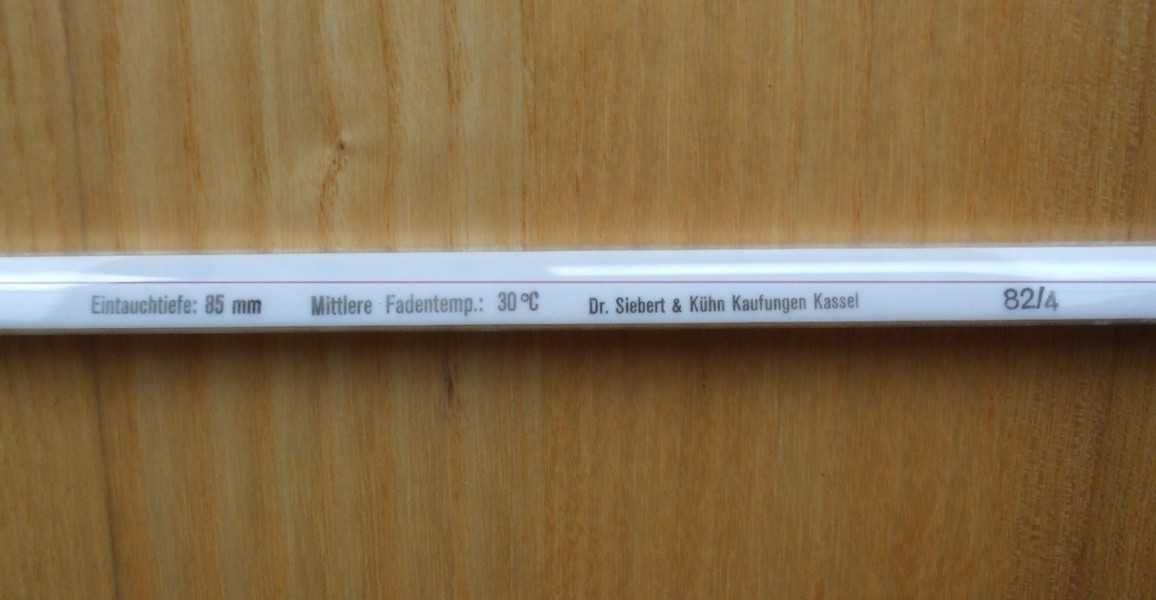 Eintauchtiefe: 85 mm Mittlere Fadentemp.: 30 °C Dr. Siebert & Kühn Kaufungen Kassel 82/4